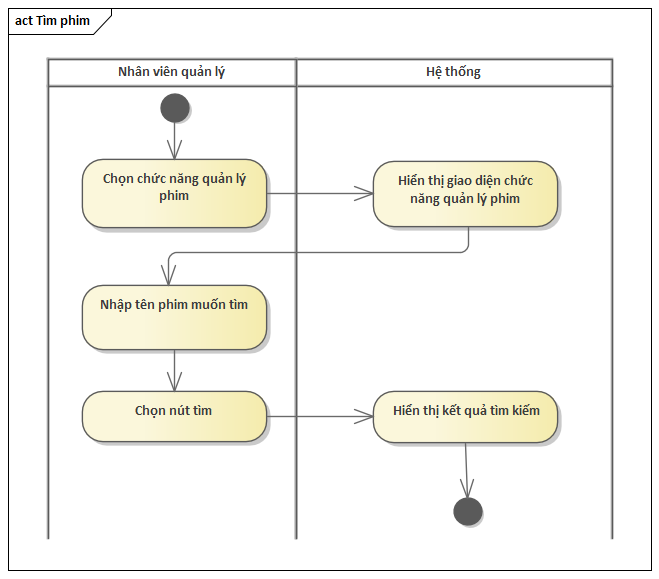 act Tìm phim
Nhân viên quản lý
Hệ thống
Chọn chức năng quản lý
phim
Hiển thị giao diện chức
năng quản lý phim
Nhập tên phim muốn tìm
Chọn nút tìm
Hiển thị kết quả tìm kiếm